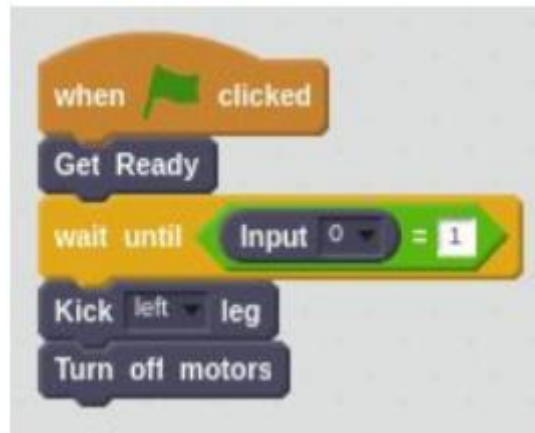 when clicked
Get Ready
wait until Input 0 = 1
Kick left leg
Turn off motors